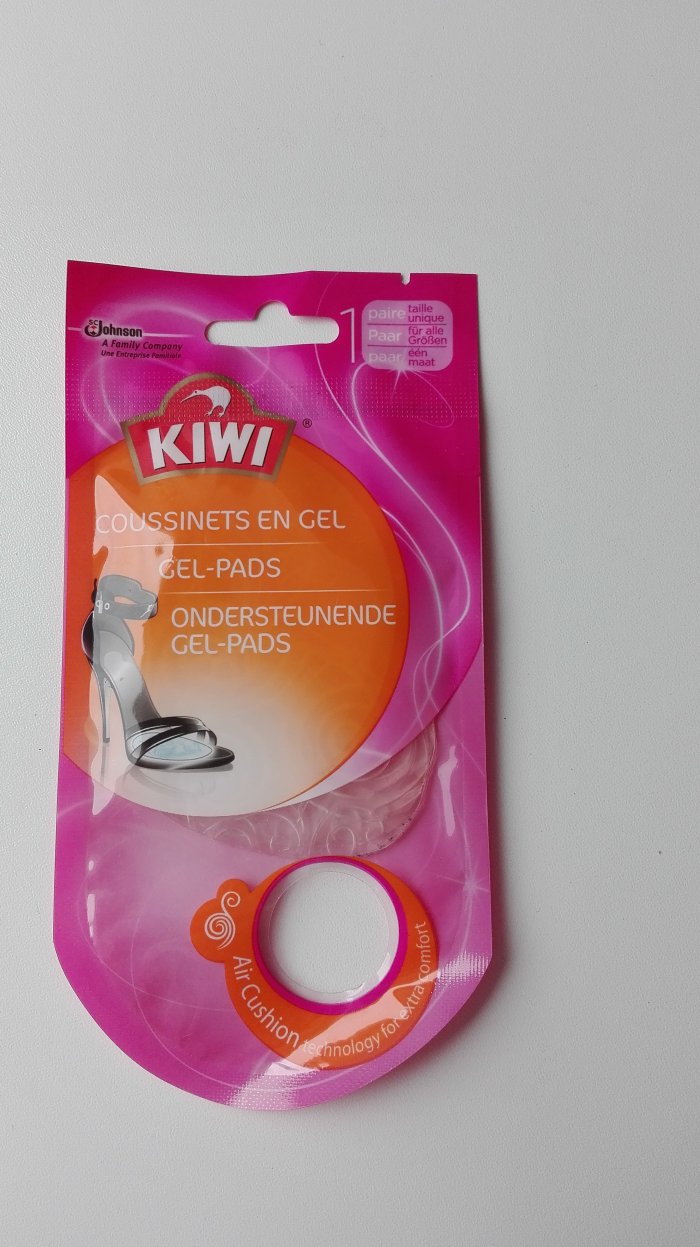 SC Johnson
A Family Company
Une Entreprise Familiale
1
paire taille unique
Paar für alle Größen
paar één maat
KIWI ®
COUSSINETS EN GEL
GEL-PADS
ONDERSTEUNENDE
GEL-PADS
Air Cushion technology for extra comfort